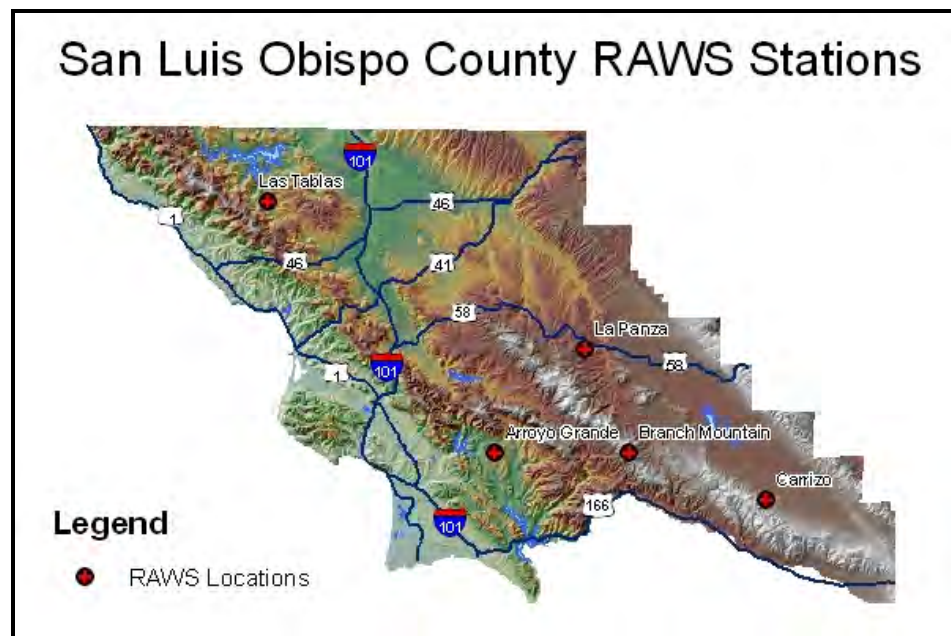 San Luis Obispo County RAWS Stations
101
Las Tablas
46
1
46
41
58
La Panza
58
101
1
Arroyo Grande
Branch Mountain
Carrizo
166
101
Legend
RAWS Locations